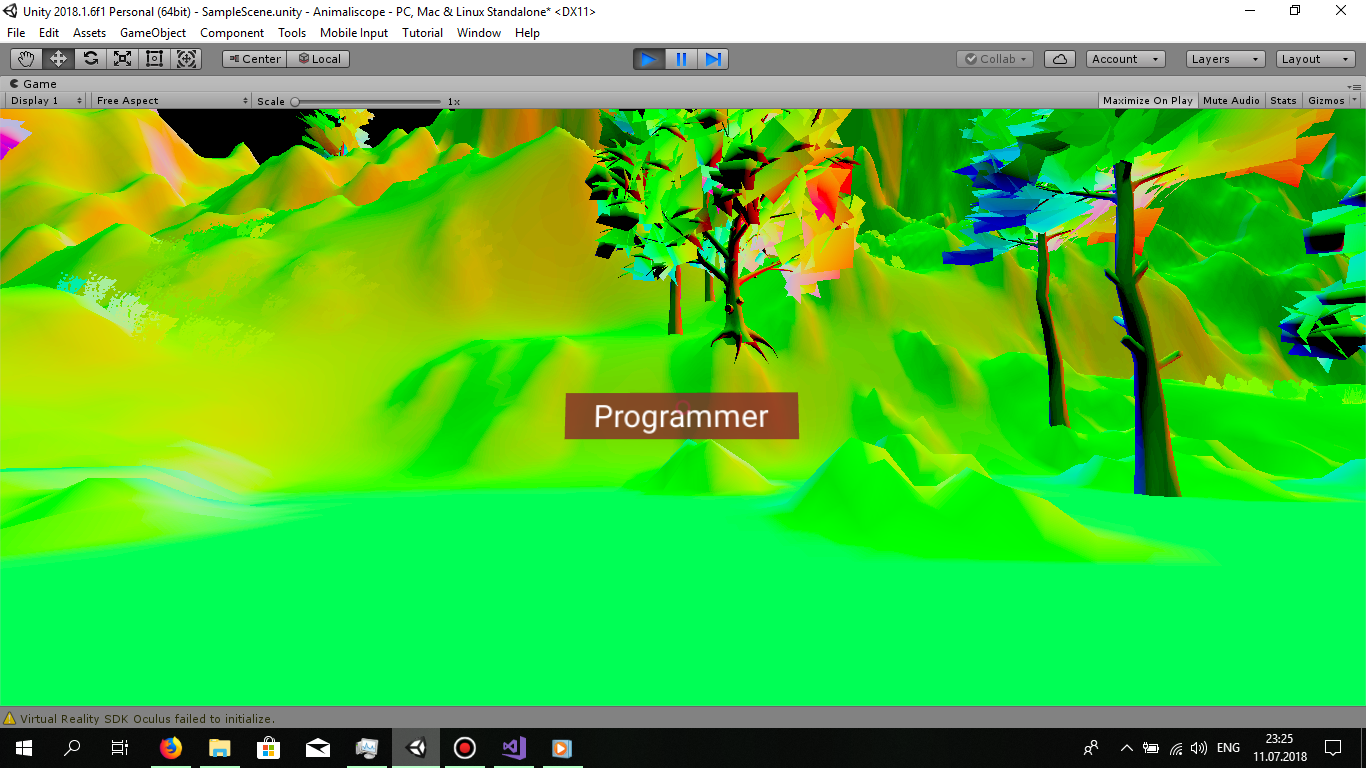 Unity 2018.1.6f1 Personal (64bit) - SampleScene.unity - Animaliscope - PC, Mac & Linux Standalone* <DX11>
File Edit Assets GameObject Component Tools Mobile Input Tutorial Window Help
Center Local Collab Account Layers Layout
Game
Display 1 Free Aspect Scale 1x Maximize On Play Mute Audio Stats Gizmos
Programmer
Virtual Reality SDK Oculus failed to initialize.
ENG
23:25
11.07.2018